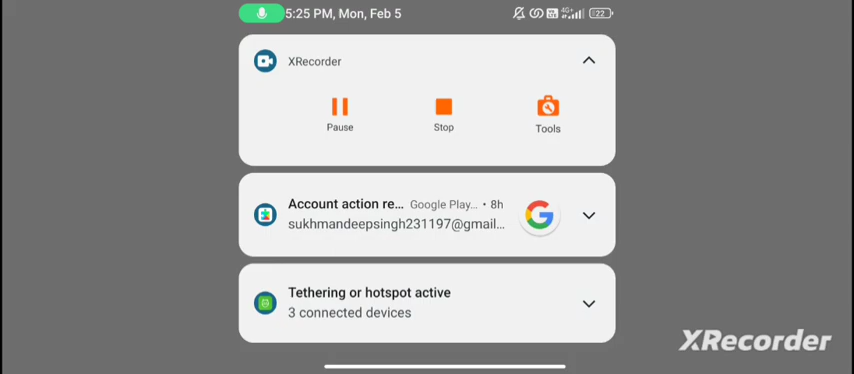 5:25 PM, Mon, Feb 5
4G+
22
XRecorder
Pause
Stop
Tools
Account action re... Google Play... • 8h
sukhmandeepsingh231197@gmail...
Tethering or hotspot active
3 connected devices
XRecorder